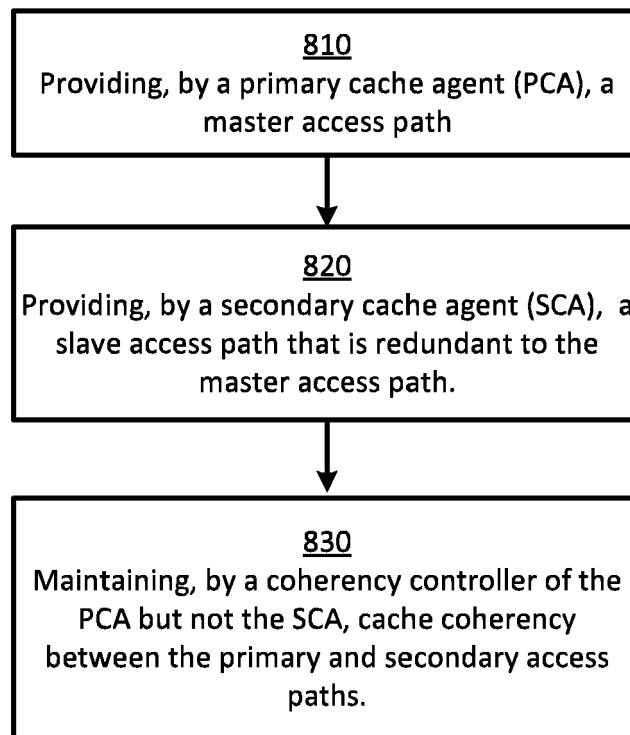 810
Providing, by a primary cache agent (PCA), a
master access path
820
Providing, by a secondary cache agent (SCA), a
slave access path that is redundant to the
master access path.
830
Maintaining, by a coherency controller of the
PCA but not the SCA, cache coherency
between the primary and secondary access
paths.